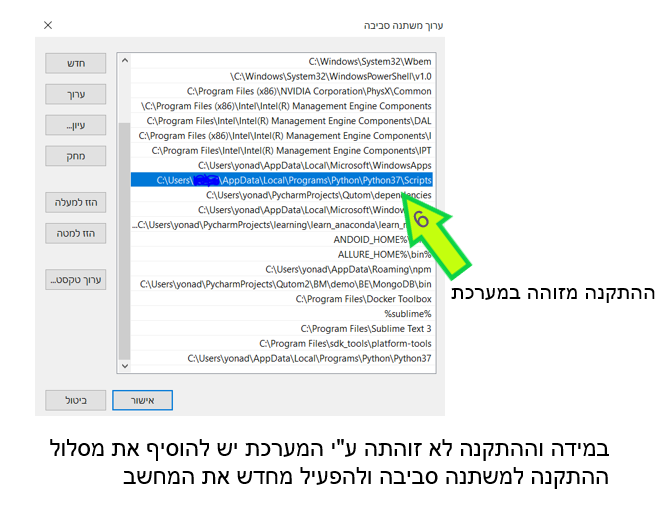 ערוך משתנה סביבה
C:\Windows\System32\Wbem
C:\Windows\System32\WindowsPowerShell\v1.0\
C:\Program Files (x86)\NVIDIA Corporation\PhysX\Common
C:\Program Files (x86)\Intel\Intel(R) Management Engine Components\
C:\Program Files (x86)\Intel\Intel(R) Management Engine Components\DAL
C:\Program Files (x86)\Intel\Intel(R) Management Engine Components\I
C:\Program Files\Intel\Intel(R) Management Engine Components\IPT
C:\Users\yonad\AppData\Local\Microsoft\WindowsApps
C:\Users\ \AppData\Local\Programs\Python\Python37\Scripts
C:\Users\yonad\PycharmProjects\Qutom\dependencies
C:\Users\yonad\AppData\Local\Microsoft\
C:\Users\yonad\PycharmProjects\learning\learn_anaconda\
ANDOID_HOME%\
ALLURE_HOME%\bin%
C:\Users\yonad\AppData\Roaming\npm
C:\Users\yonad\PycharmProjects\Qutom2\BM\demo\BE\MongoDB\bin
C:\Program Files\Docker Toolbox
%sublime%
C:\Program Files\Sublime Text 3
C:\Program Files\sdk_tools\platform-tools
C:\Users\yonad\AppData\Local\Programs\Python\Python37
חדש
ערוך
עיון...
מחק
הזז למעלה
הזז למטה
ערוך טקסט...
אישור
ביטול
6
ההתקנה מזוהה במערכת
במידה וההתקנה לא זוהתה ע"י המערכת יש להוסיף את מסלול
ההתקנה למשתנה סביבה ולהפעיל מחדש את המחשב